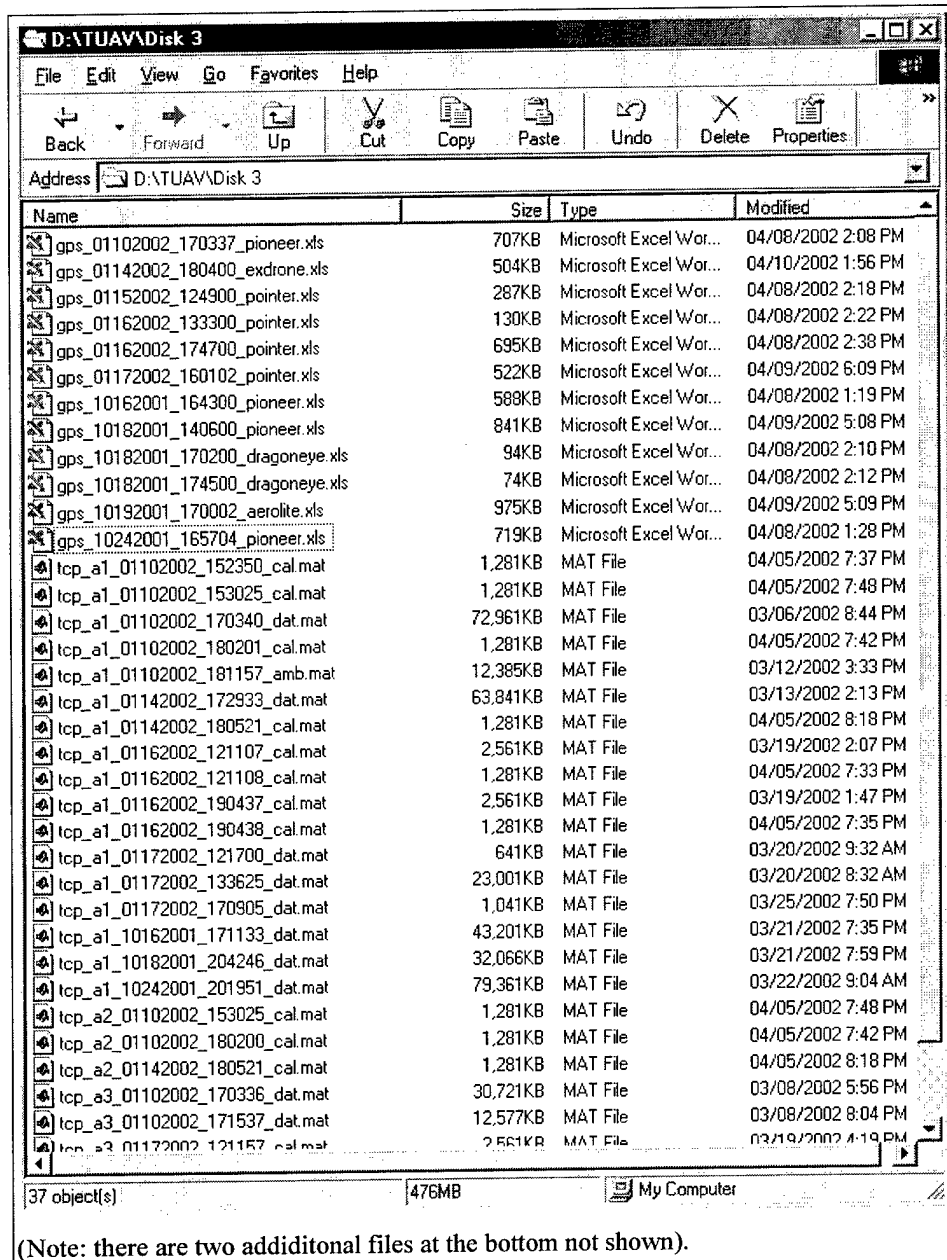 D:\TUAV\Disk 3
File Edit View Go Favorites Help
Back Forward Up Cut Copy Paste Undo Delete Properties »
Address D:\TUAV\Disk 3
Name Size Type Modified
gps_01102002_170337_pioneer.xls 707KB Microsoft Excel Wor... 04/08/2002 2:08 PM
gps_01142002_180400_exdrone.xls 504KB Microsoft Excel Wor... 04/10/2002 1:56 PM
gps_01152002_124900_pointer.xls 287KB Microsoft Excel Wor... 04/08/2002 2:18 PM
gps_01162002_133300_pointer.xls 130KB Microsoft Excel Wor... 04/08/2002 2:22 PM
gps_01162002_174700_pointer.xls 695KB Microsoft Excel Wor... 04/08/2002 2:38 PM
gps_01172002_160102_pointer.xls 522KB Microsoft Excel Wor... 04/09/2002 6:09 PM
gps_10162001_164300_pioneer.xls 588KB Microsoft Excel Wor... 04/08/2002 1:19 PM
gps_10182001_140600_pioneer.xls 841KB Microsoft Excel Wor... 04/09/2002 5:08 PM
gps_10182001_170200_dragoneye.xls 94KB Microsoft Excel Wor... 04/08/2002 2:10 PM
gps_10182001_174500_dragoneye.xls 74KB Microsoft Excel Wor... 04/08/2002 2:12 PM
gps_10192001_170002_aerolite.xls 975KB Microsoft Excel Wor... 04/09/2002 5:09 PM
gps_10242001_165704_pioneer.xls 719KB Microsoft Excel Wor... 04/08/2002 1:28 PM
tcp_a1_01102002_152350_cal.mat 1,281KB MAT File 04/05/2002 7:37 PM
tcp_a1_01102002_153025_cal.mat 1,281KB MAT File 04/05/2002 7:48 PM
tcp_a1_01102002_170340_dat.mat 72,961KB MAT File 03/06/2002 8:44 PM
tcp_a1_01102002_180201_cal.mat 1,281KB MAT File 04/05/2002 7:42 PM
tcp_a1_01102002_181157_amb.mat 12,385KB MAT File 03/12/2002 3:33 PM
tcp_a1_01142002_172933_dat.mat 63,841KB MAT File 03/13/2002 2:13 PM
tcp_a1_01142002_180521_cal.mat 1,281KB MAT File 04/05/2002 8:18 PM
tcp_a1_01162002_121107_cal.mat 2,561KB MAT File 03/19/2002 2:07 PM
tcp_a1_01162002_121108_cal.mat 1,281KB MAT File 04/05/2002 7:33 PM
tcp_a1_01162002_190437_cal.mat 2,561KB MAT File 03/19/2002 1:47 PM
tcp_a1_01162002_190438_cal.mat 1,281KB MAT File 04/05/2002 7:35 PM
tcp_a1_01172002_121700_dat.mat 641KB MAT File 03/20/2002 9:32 AM
tcp_a1_01172002_133625_dat.mat 23,001KB MAT File 03/20/2002 8:32 AM
tcp_a1_01172002_170905_dat.mat 1,041KB MAT File 03/25/2002 7:50 PM
tcp_a1_10162001_171133_dat.mat 43,201KB MAT File 03/21/2002 7:35 PM
tcp_a1_10182001_204246_dat.mat 32,066KB MAT File 03/21/2002 7:59 PM
tcp_a1_10242001_201951_dat.mat 79,361KB MAT File 03/22/2002 9:04 AM
tcp_a2_01102002_153025_cal.mat 1,281KB MAT File 04/05/2002 7:48 PM
tcp_a2_01102002_180200_cal.mat 1,281KB MAT File 04/05/2002 7:42 PM
tcp_a2_01142002_180521_cal.mat 1,281KB MAT File 04/05/2002 8:18 PM
tcp_a3_01102002_170336_dat.mat 30,721KB MAT File 03/08/2002 5:56 PM
tcp_a3_01102002_171537_dat.mat 12,577KB MAT File 03/08/2002 8:04 PM
tcp_a3_01172002_121157_cal.mat 2,561KB MAT File 03/19/2002 4:19 PM
37 object(s) 476MB My Computer
(Note: there are two addiditonal files at the bottom not shown).